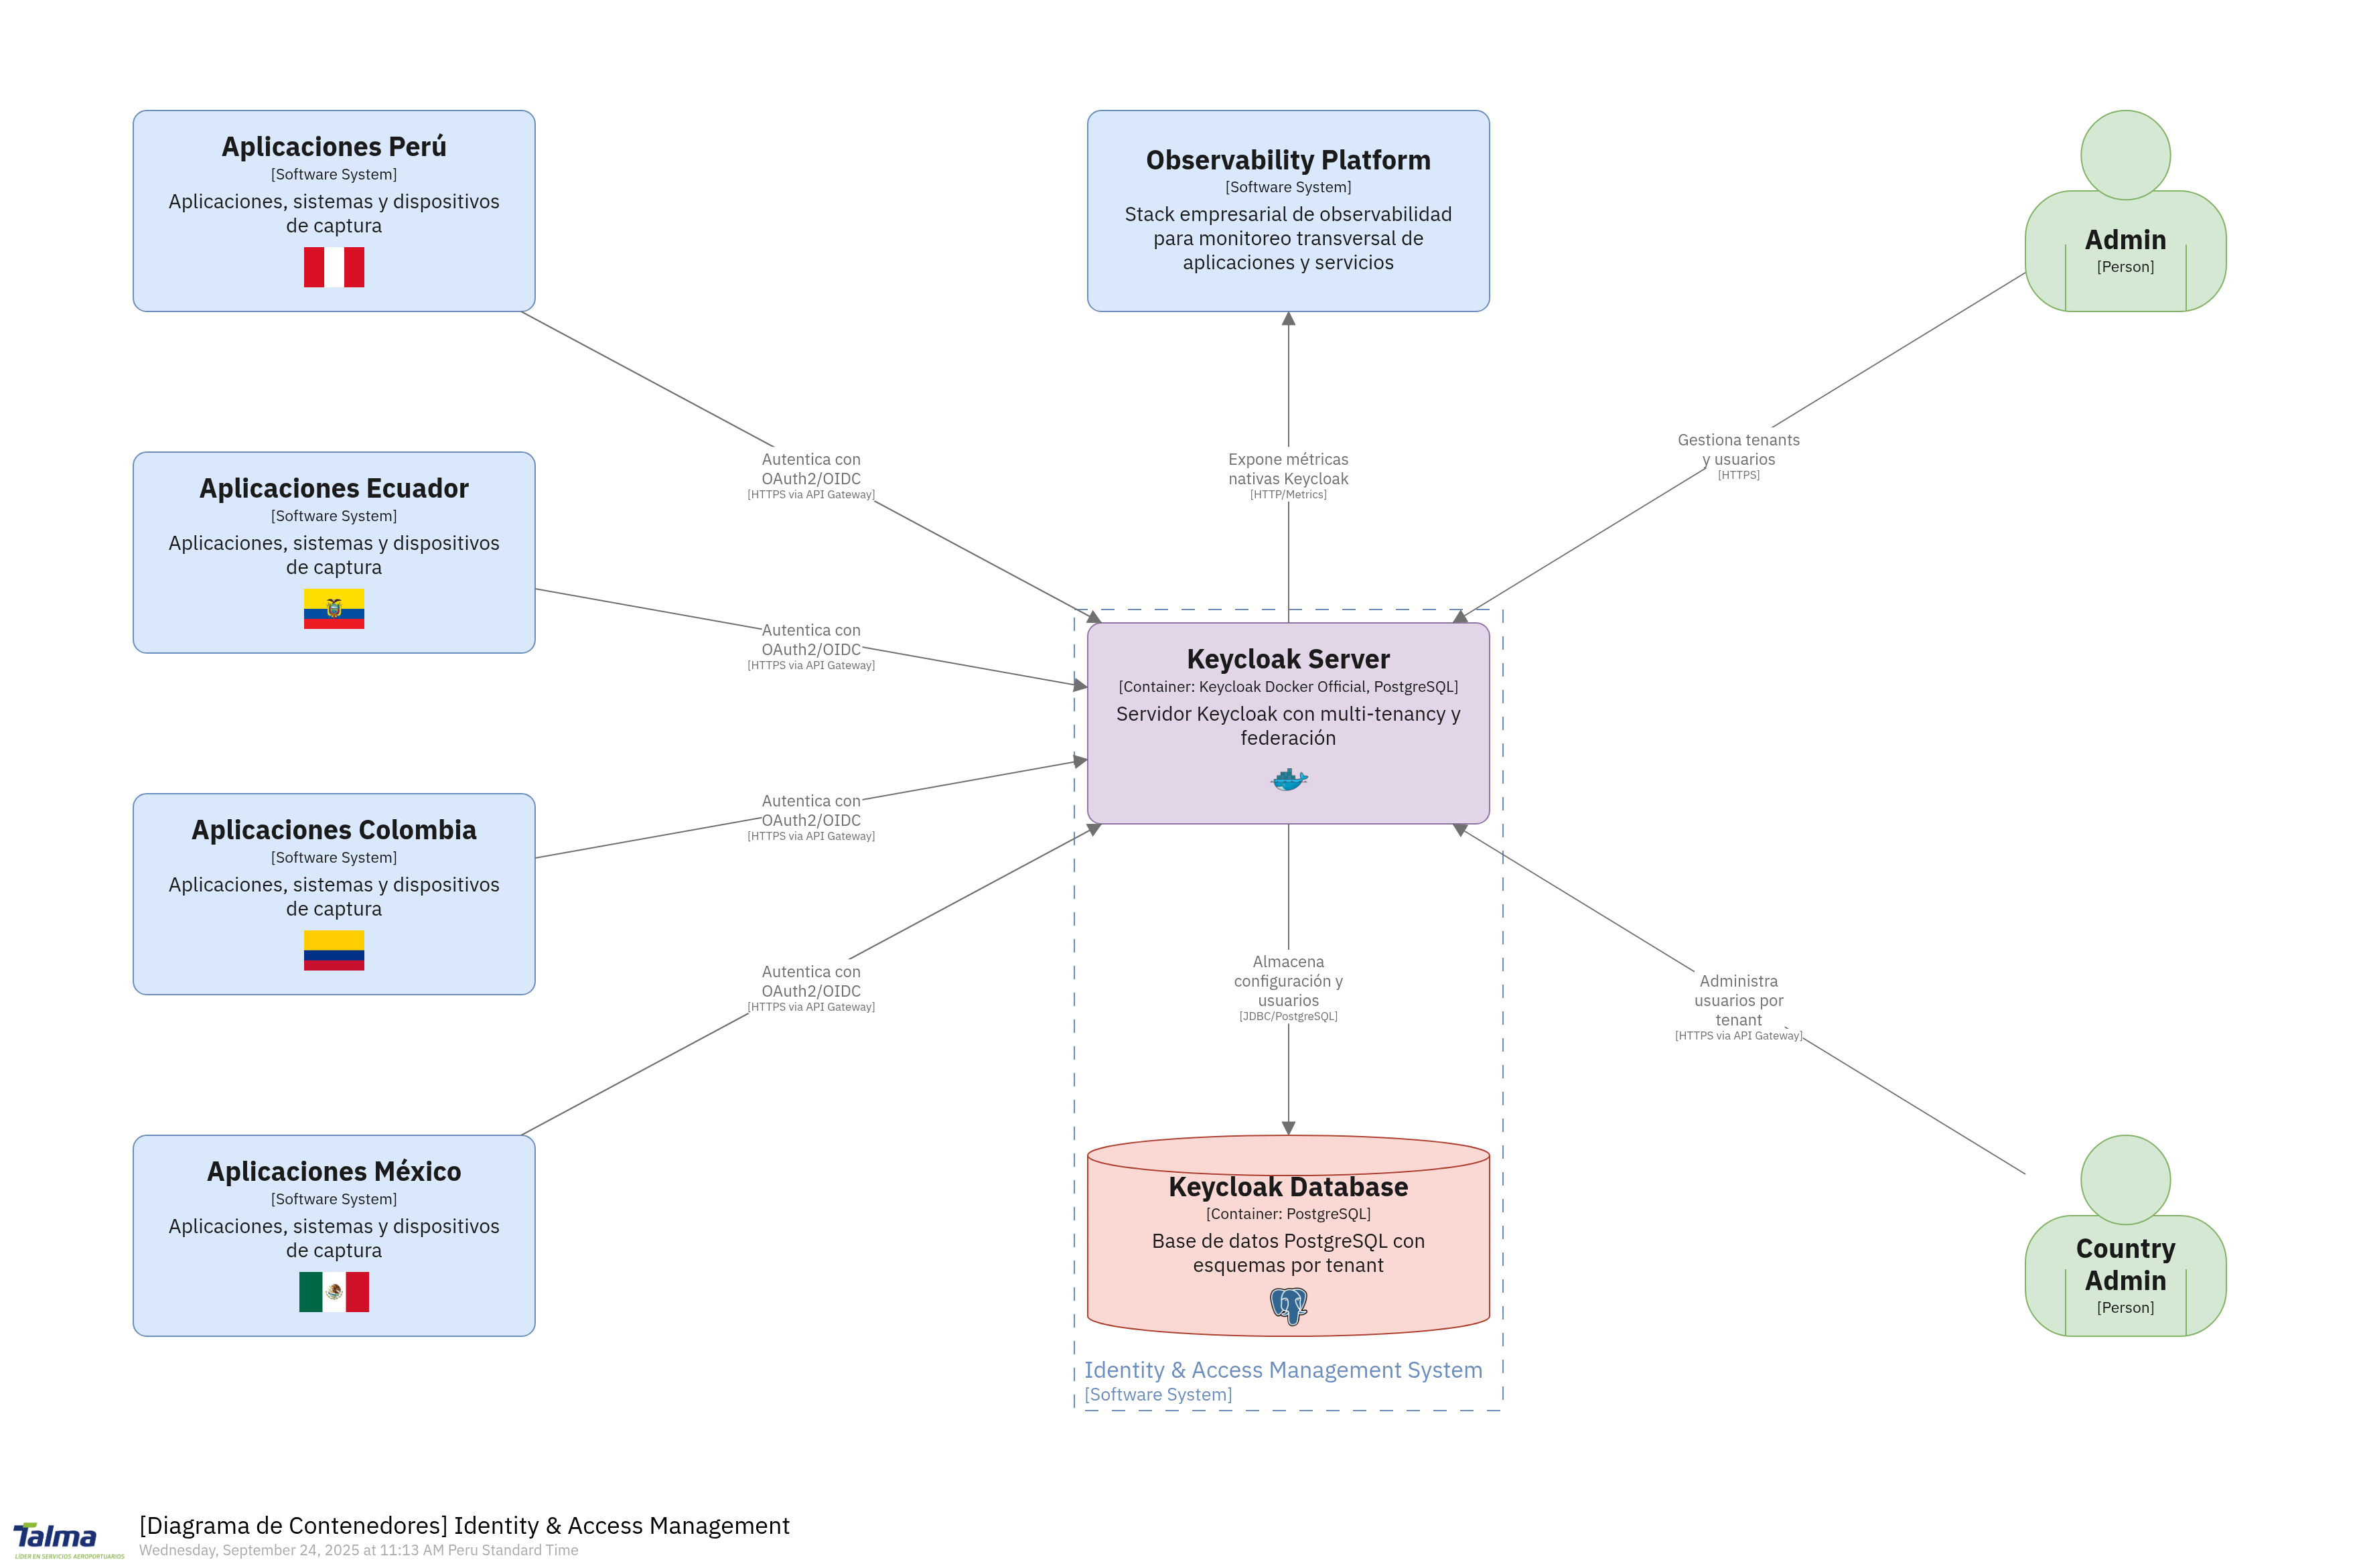 Aplicaciones Perú
[Software System]
Aplicaciones, sistemas y dispositivos
de captura
Observability Platform
[Software System]
Stack empresarial de observabilidad
para monitoreo transversal de
aplicaciones y servicios
Admin
[Person]
Autentica con
OAuth2/OIDC
[HTTPS via API Gateway]
Expone métricas
nativas Keycloak
[HTTP/Metrics]
Gestiona tenants
y usuarios
[HTTPS]
Aplicaciones Ecuador
[Software System]
Aplicaciones, sistemas y dispositivos
de captura
Autentica con
OAuth2/OIDC
[HTTPS via API Gateway]
Keycloak Server
[Container: Keycloak Docker Official, PostgreSQL]
Servidor Keycloak con multi-tenancy y
federación
Aplicaciones Colombia
[Software System]
Aplicaciones, sistemas y dispositivos
de captura
Autentica con
OAuth2/OIDC
[HTTPS via API Gateway]
Autentica con
OAuth2/OIDC
[HTTPS via API Gateway]
Almacena
configuración y
usuarios
[JDBC/PostgreSQL]
Administra
usuarios por
tenant
[HTTPS via API Gateway]
Aplicaciones México
[Software System]
Aplicaciones, sistemas y dispositivos
de captura
Keycloak Database
[Container: PostgreSQL]
Base de datos PostgreSQL con
esquemas por tenant
Country
Admin
[Person]
Identity & Access Management System
[Software System]
Talma
LÍDER EN SERVICIOS AEROPORTUARIOS
[Diagrama de Contenedores] Identity & Access Management
Wednesday, September 24, 2025 at 11:13 AM Peru Standard Time